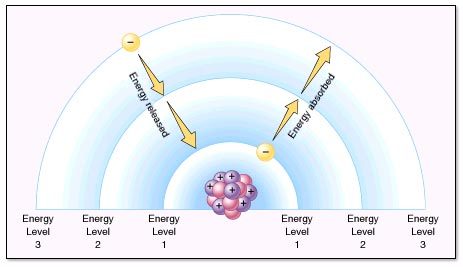 Energy released
Energy absorbed
Energy Level 3
Energy Level 2
Energy Level 1
Energy Level 1
Energy Level 2
Energy Level 3